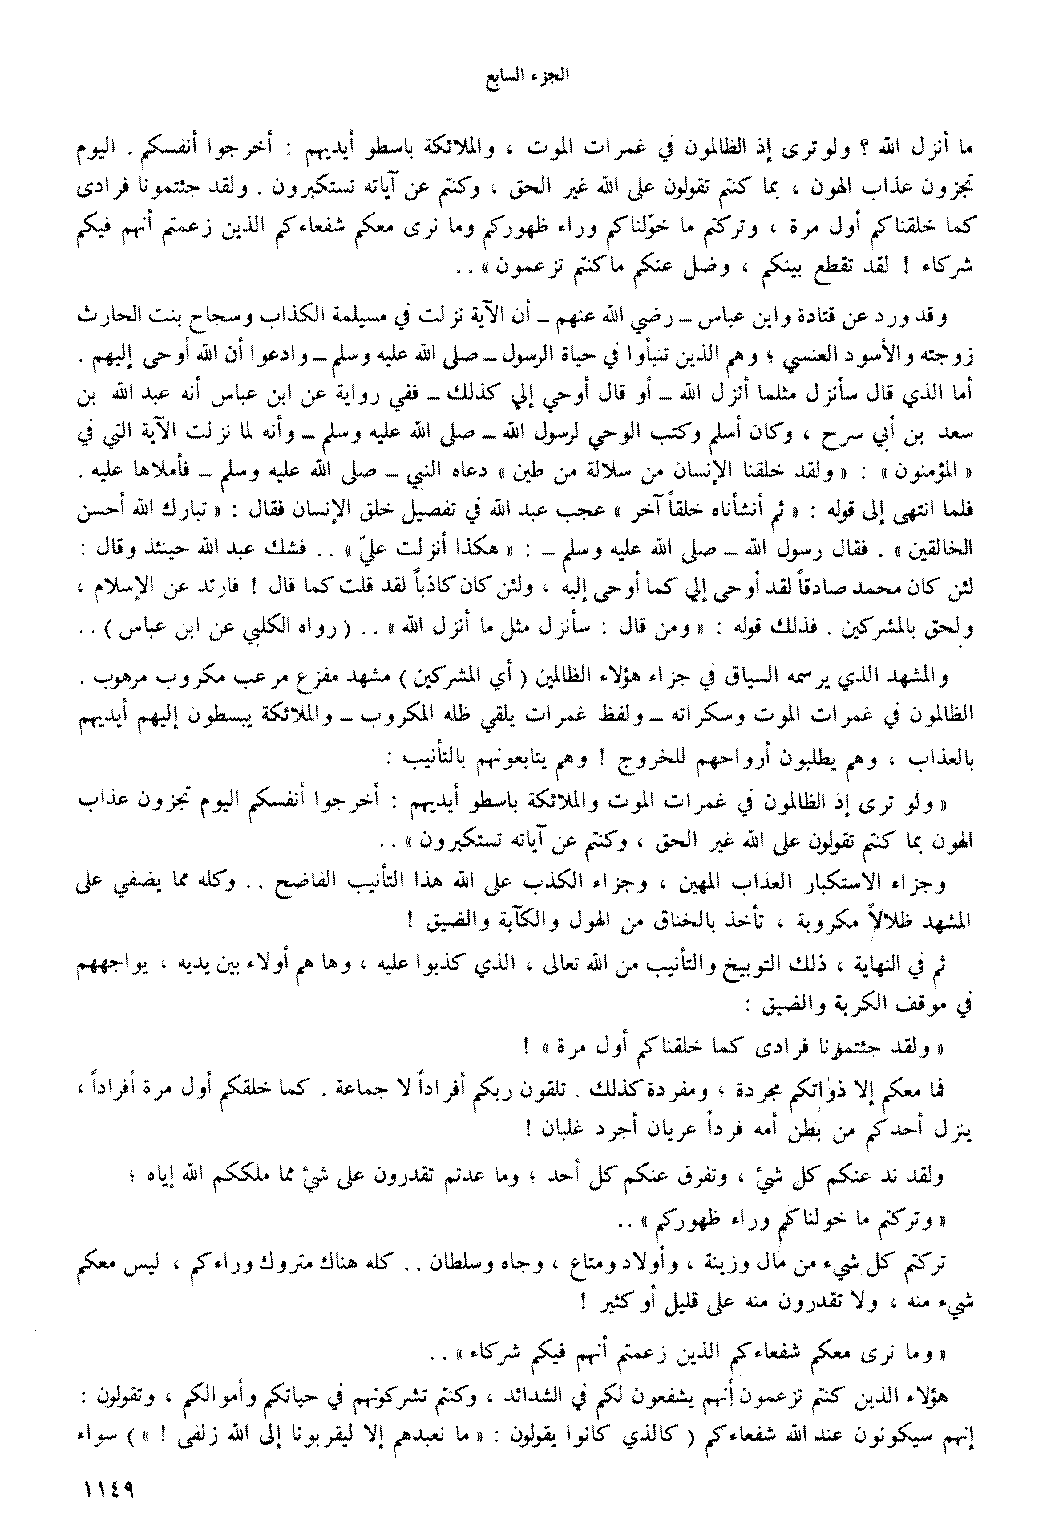 الجزء السابع
ما أنزل الله ؟ ولو ترى إذ الظالمون في غمرات الموت ، والملائكة باسطو أيديهم : أخرجوا أنفسكم . اليوم
تجزون عذاب الهون ، بما كنتم تقولون على الله غير الحق ، وكنتم عن آياته تستكبرون . ولقد جئتمونا فرادى
كما خلقناكم أول مرة ، وتركتم ما خوّلناكم وراء ظهوركم وما نرى معكم شفعاءكم الذين زعمتم أنهم فيكم
شركاء ! لقد تقطع بينكم ، وضل عنكم ماكنتم تزعمون » ..
وقد ورد عن قتادة وابن عباس – رضي الله عنهم – أن الآية نزلت في مسيلمة الكذاب وسجاح بنت الحارث
زوجته والأسود العنسي ؛ وهم الذين تنبأوا في حياة الرسول – صلى الله عليه وسلم – وادعوا أن الله أوحى إليهم .
أما الذي قال سأنزل مثلما أنزل الله – أو قال أوحي إلي كذلك – ففي رواية عن ابن عباس أنه عبد الله بن
سعد بن أبي سرح ، وكان أسلم وكتب الوحي لرسول الله – صلى الله عليه وسلم – وأنه لما نزلت الآية التي في
« المؤمنون » : « ولقد خلقنا الإنسان من سلالة من طين » دعاه النبي – صلى الله عليه وسلم – فأملاها عليه .
فلما انتهى إلى قوله : « ثم أنشأناه خلقاً آخر » عجب عبد الله في تفصيل خلق الإنسان فقال : « تبارك الله أحسن
الخالقين » . فقال رسول الله – صلى الله عليه وسلم – : « هكذا أنزلت عليّ » .. فشك عبد الله حينئذ وقال :
لئن كان محمد صادقاً لقد أوحى إلي كما أوحى إليه ، ولئن كان كاذباً لقد قلت كما قال ! فارتد عن الإسلام ،
ولحق بالمشركين . فذلك قوله : « ومن قال : سأنزل مثل ما أنزل الله » .. ( رواه الكلبي عن ابن عباس ) ..
والمشهد الذي يرسمه السياق في جزاء هؤلاء الظالمين ( أي المشركين ) مشهد مفزع مرعب مكروب مرهوب .
الظالمون في غمرات الموت وسكراته – ولفظ غمرات يلقي ظله المكروب – والملائكة يبسطون إليهم أيديهم
بالعذاب ، وهم يطلبون أرواحهم للخروج ! وهم يتابعونهم بالتأنيب :
« ولو ترى إذ الظالمون في غمرات الموت والملائكة باسطو أيديهم : أخرجوا أنفسكم اليوم تجزون عذاب
الهون بما كنتم تقولون على الله غير الحق ، وكنتم عن آياته تستكبرون » ..
وجزاء الاستكبار العذاب المهين ، وجزاء الكذب على الله هذا التأنيب الفاضح .. وكله مما يضفي على
المشهد ظلالاً مكروبة ، تأخذ بالخناق من الهول والكآبة والضيق !
ثم في النهاية ، ذلك التوبيخ والتأنيب من الله تعالى ، الذي كذبوا عليه ، وها هم أولاء بين يديه ، يواجههم
في موقف الكربة والضيق :
« ولقد جئتمونا فرادى كما خلقناكم أول مرة » !
فما معكم إلا ذواتكم مجردة ؛ ومفردة كذلك . تلقون ربكم أفراداً لا جماعة . كما خلقكم أول مرة أفراداً ،
ينزل أحدكم من بطن أمه فرداً عريان أجرد غلبان !
ولقد ند عنكم كل شيْ ، وتفرق عنكم كل أحد ؛ وما عدتم تقدرون على شيْ مما ملككم الله إياه ؛
« وتركتم ما خولناكم وراء ظهوركم » ..
تركتم كل شيء من مال وزينة ، وأولاد ومتاع ، وجاه وسلطان .. كله هناك متروك وراءكم ، ليس معكم
شيء منه ، ولا تقدرون منه على قليل أو كثير !
« وما نرى معكم شفعاءكم الذين زعمتم أنهم فيكم شركاء » ..
هؤلاء الذين كنتم تزعمون أنهم يشفعون لكم في الشدائد ، وكنتم تشركونهم في حياتكم وأموالكم ، وتقولون :
إنهم سيكونون عند الله شفعاءكم ( كالذي كانوا يقولون : « ما نعبدهم إلا ليقربونا إلى الله زلفى ! » ) سواء
١١٤٩